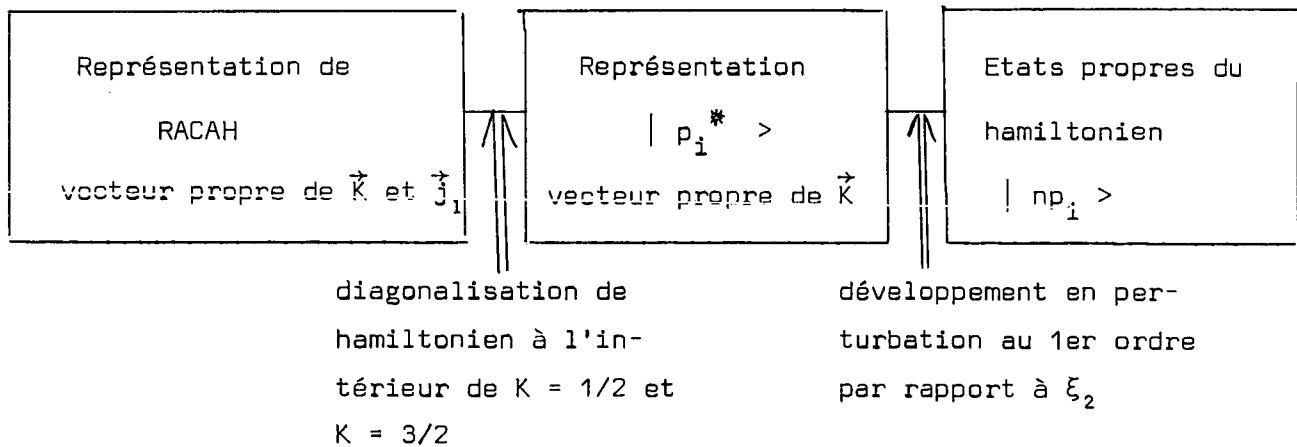 Représentation de
RACAH
vecteur propre de K⃗ et j⃗₁
Représentation
| pᵢ* >
vecteur propre de K⃗
Etats propres du
hamiltonien
| npᵢ >
diagonalisation de
hamiltonien à l'in-
térieur de K = 1/2 et
K = 3/2
développement en per-
turbation au 1er ordre
par rapport à ξ₂